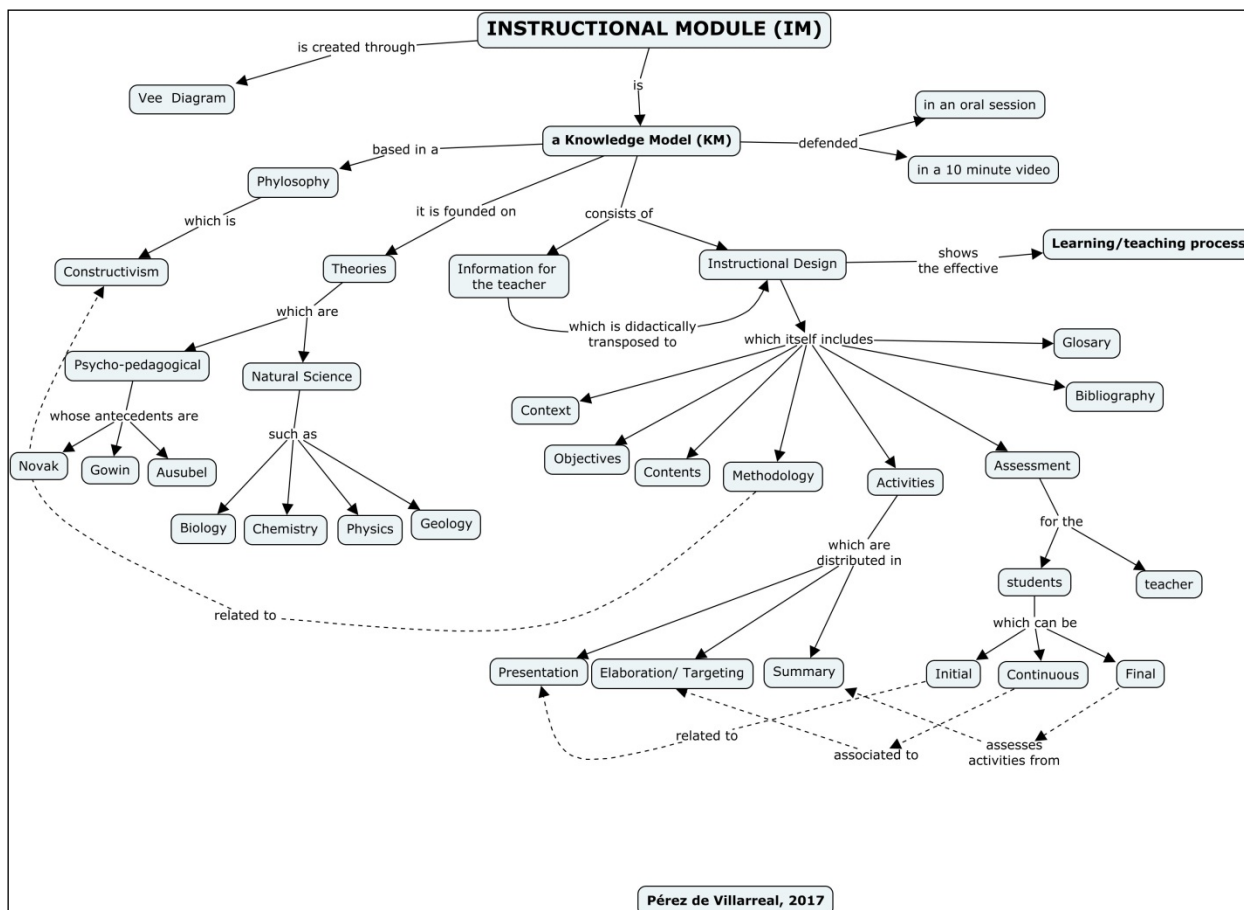 INSTRUCTIONAL MODULE (IM)
is created through
Vee Diagram
is
in an oral session
a Knowledge Model (KM)
defended
based in a
in a 10 minute video
Phylosophy
it is founded on
consists of
which is
Learning/teaching process
shows
the effective
Constructivism
Theories
Information for
the teacher
Instructional Design
which are
which is didactically
transposed to
which itself includes
Glosary
Psycho-pedagogical
Natural Science
Bibliography
Context
whose antecedents are
such as
Objectives
Contents
Methodology
Activities
Assessment
Novak
Gowin
Ausubel
Biology
Chemistry
Physics
Geology
for the
which are
distributed in
students
teacher
related to
which can be
Presentation
Elaboration/ Targeting
Summary
Initial
Continuous
Final
related to
associated to
assesses
activities from
Pérez de Villarreal, 2017